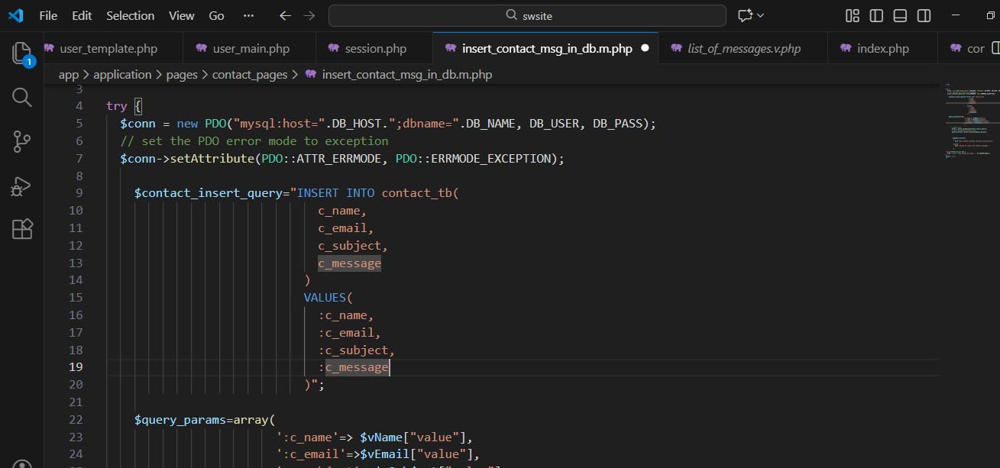 File Edit Selection View Go ··· swsite
user_template.php user_main.php session.php insert_contact_msg_in_db.m.php list_of_messages.v.php index.php cor
1
app > application > pages > contact_pages > insert_contact_msg_in_db.m.php
3
4 try {
5 $conn = new PDO("mysql:host=".DB_HOST.";dbname=".DB_NAME, DB_USER, DB_PASS);
6 // set the PDO error mode to exception
7 $conn->setAttribute(PDO::ATTR_ERRMODE, PDO::ERRMODE_EXCEPTION);
8
9 $contact_insert_query="INSERT INTO contact_tb(
10 c_name,
11 c_email,
12 c_subject,
13 c_message
14 )
15 VALUES(
16 :c_name,
17 :c_email,
18 :c_subject,
19 :c_message
20 )";
21
22 $query_params=array(
23 ':c_name'=> $vName["value"],
24 ':c_email'=>$vEmail["value"],